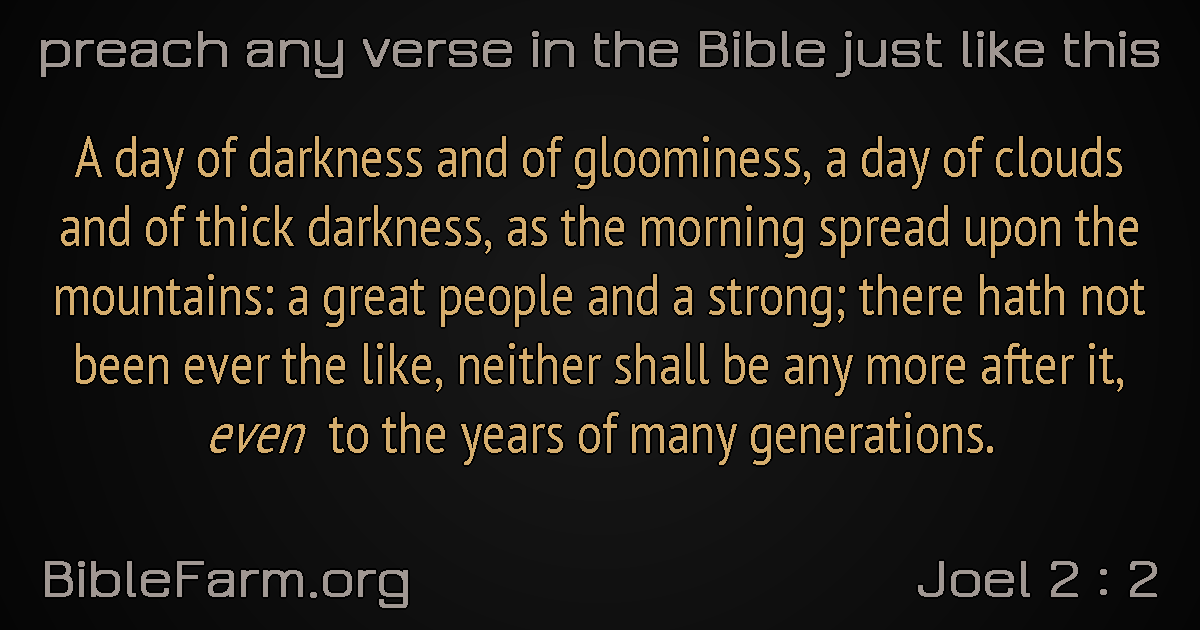 preach any verse in the Bible just like this
A day of darkness and of gloominess, a day of clouds
and of thick darkness, as the morning spread upon the
mountains: a great people and a strong; there hath not
been ever the like, neither shall be any more after it,
even to the years of many generations.
BibleFarm.org
Joel 2 : 2